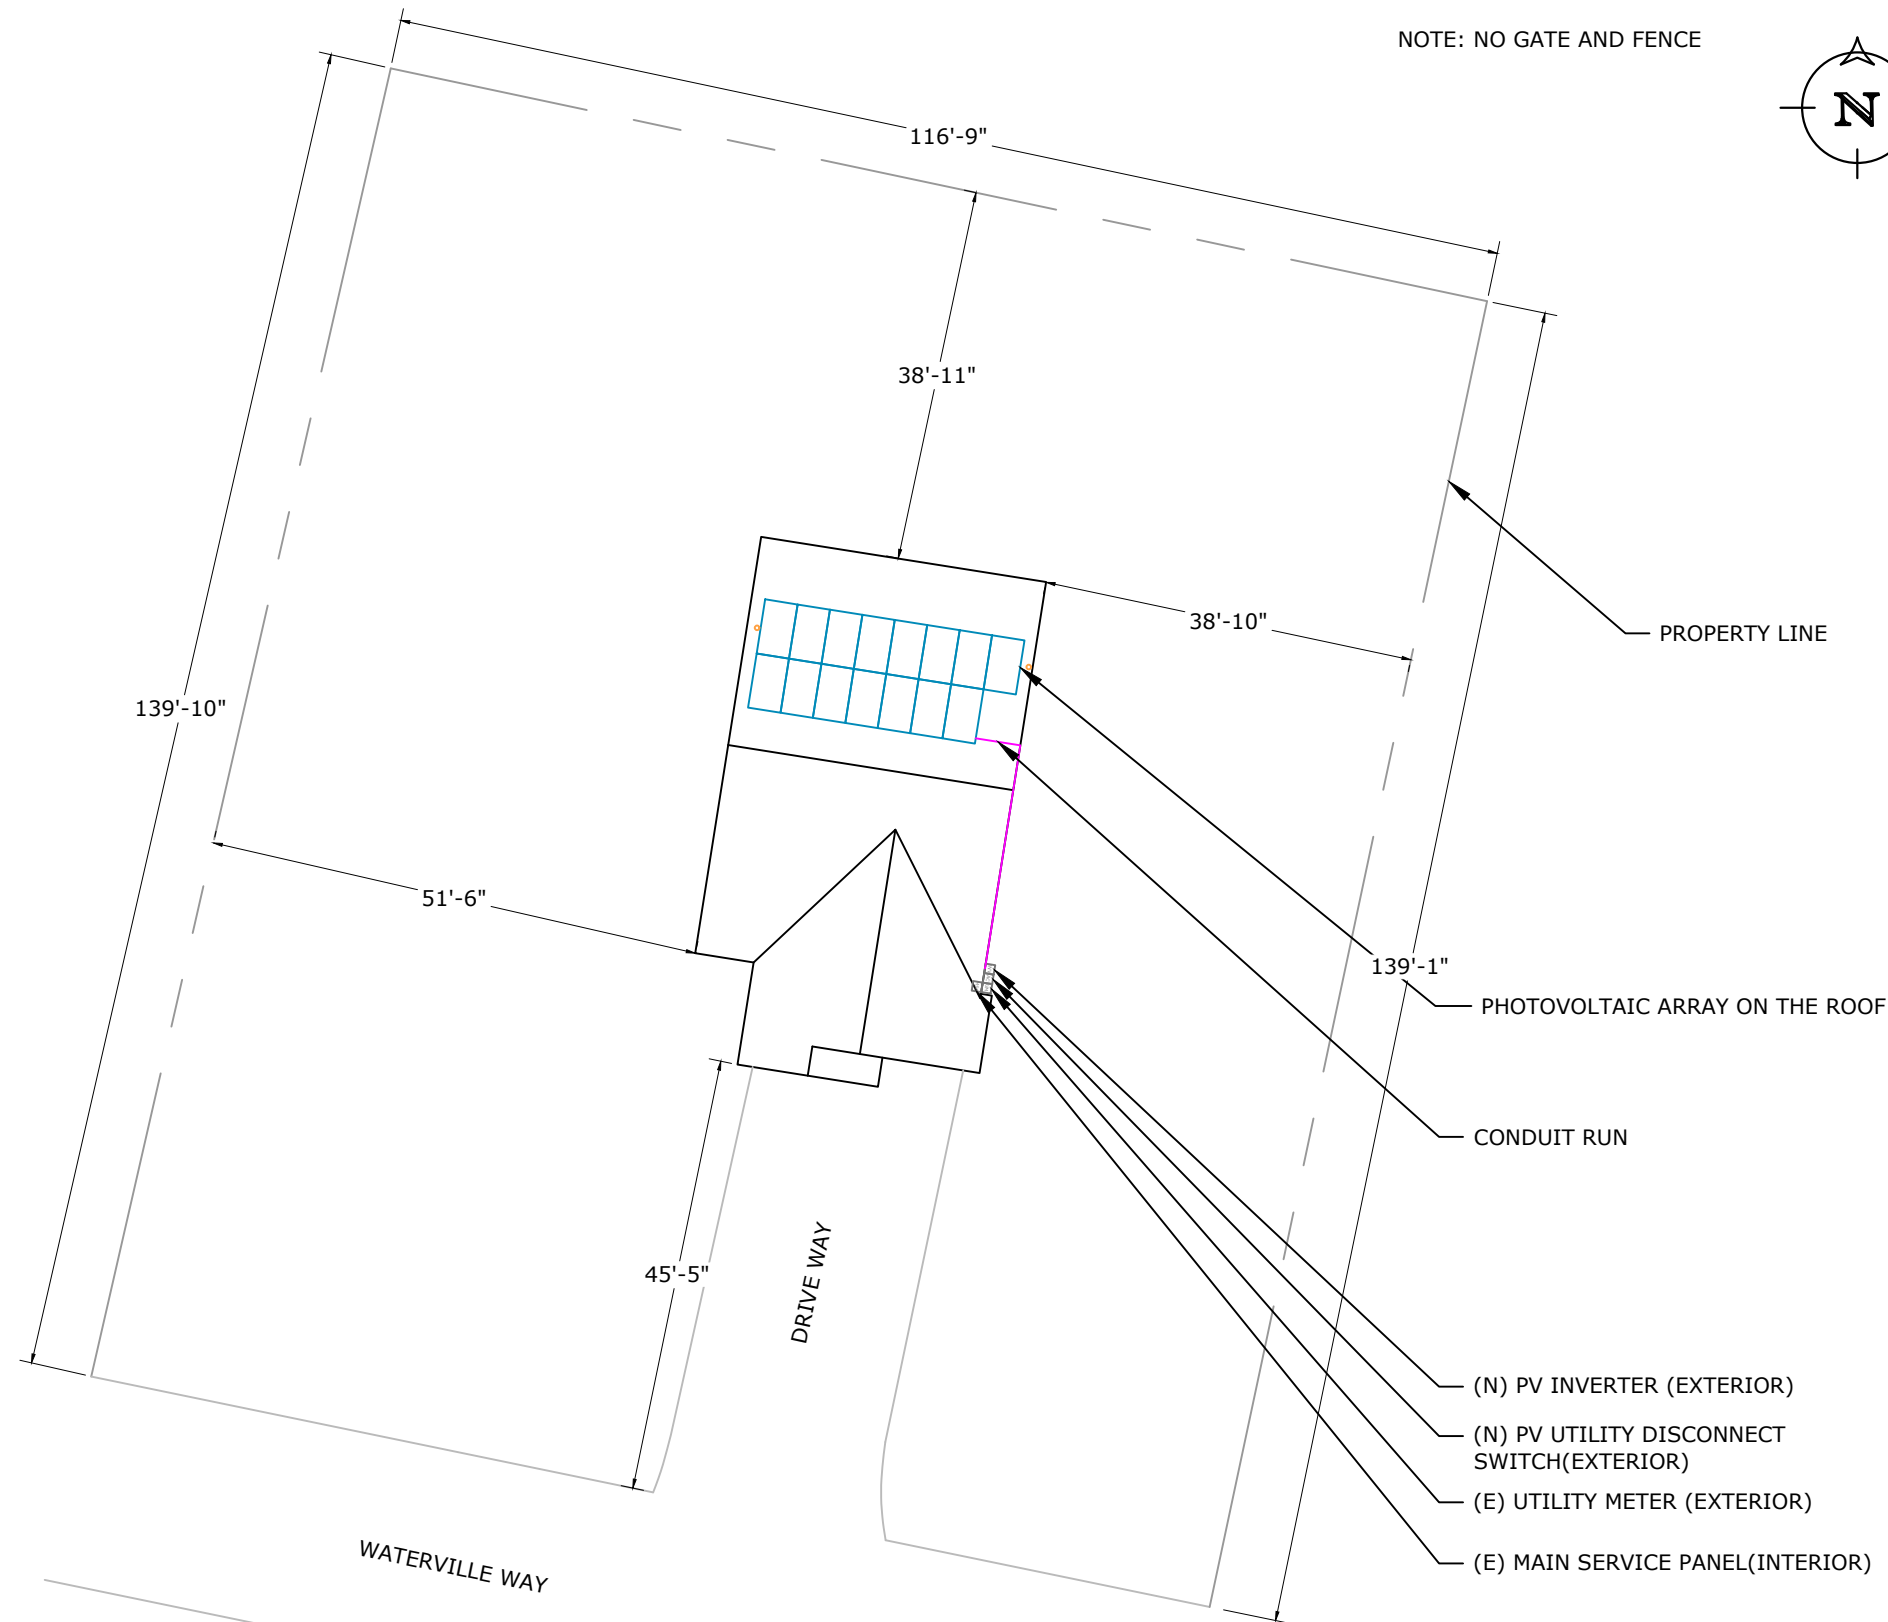 NOTE: NO GATE AND FENCE
N
116'-9"
38'-11"
38'-10"
PROPERTY LINE
139'-10"
51'-6"
139'-1"
PHOTOVOLTAIC ARRAY ON THE ROOF
CONDUIT RUN
DRIVE WAY
45'-5"
(N) PV INVERTER (EXTERIOR)
(N) PV UTILITY DISCONNECT
SWITCH(EXTERIOR)
(E) UTILITY METER (EXTERIOR)
(E) MAIN SERVICE PANEL(INTERIOR)
WATERVILLE WAY